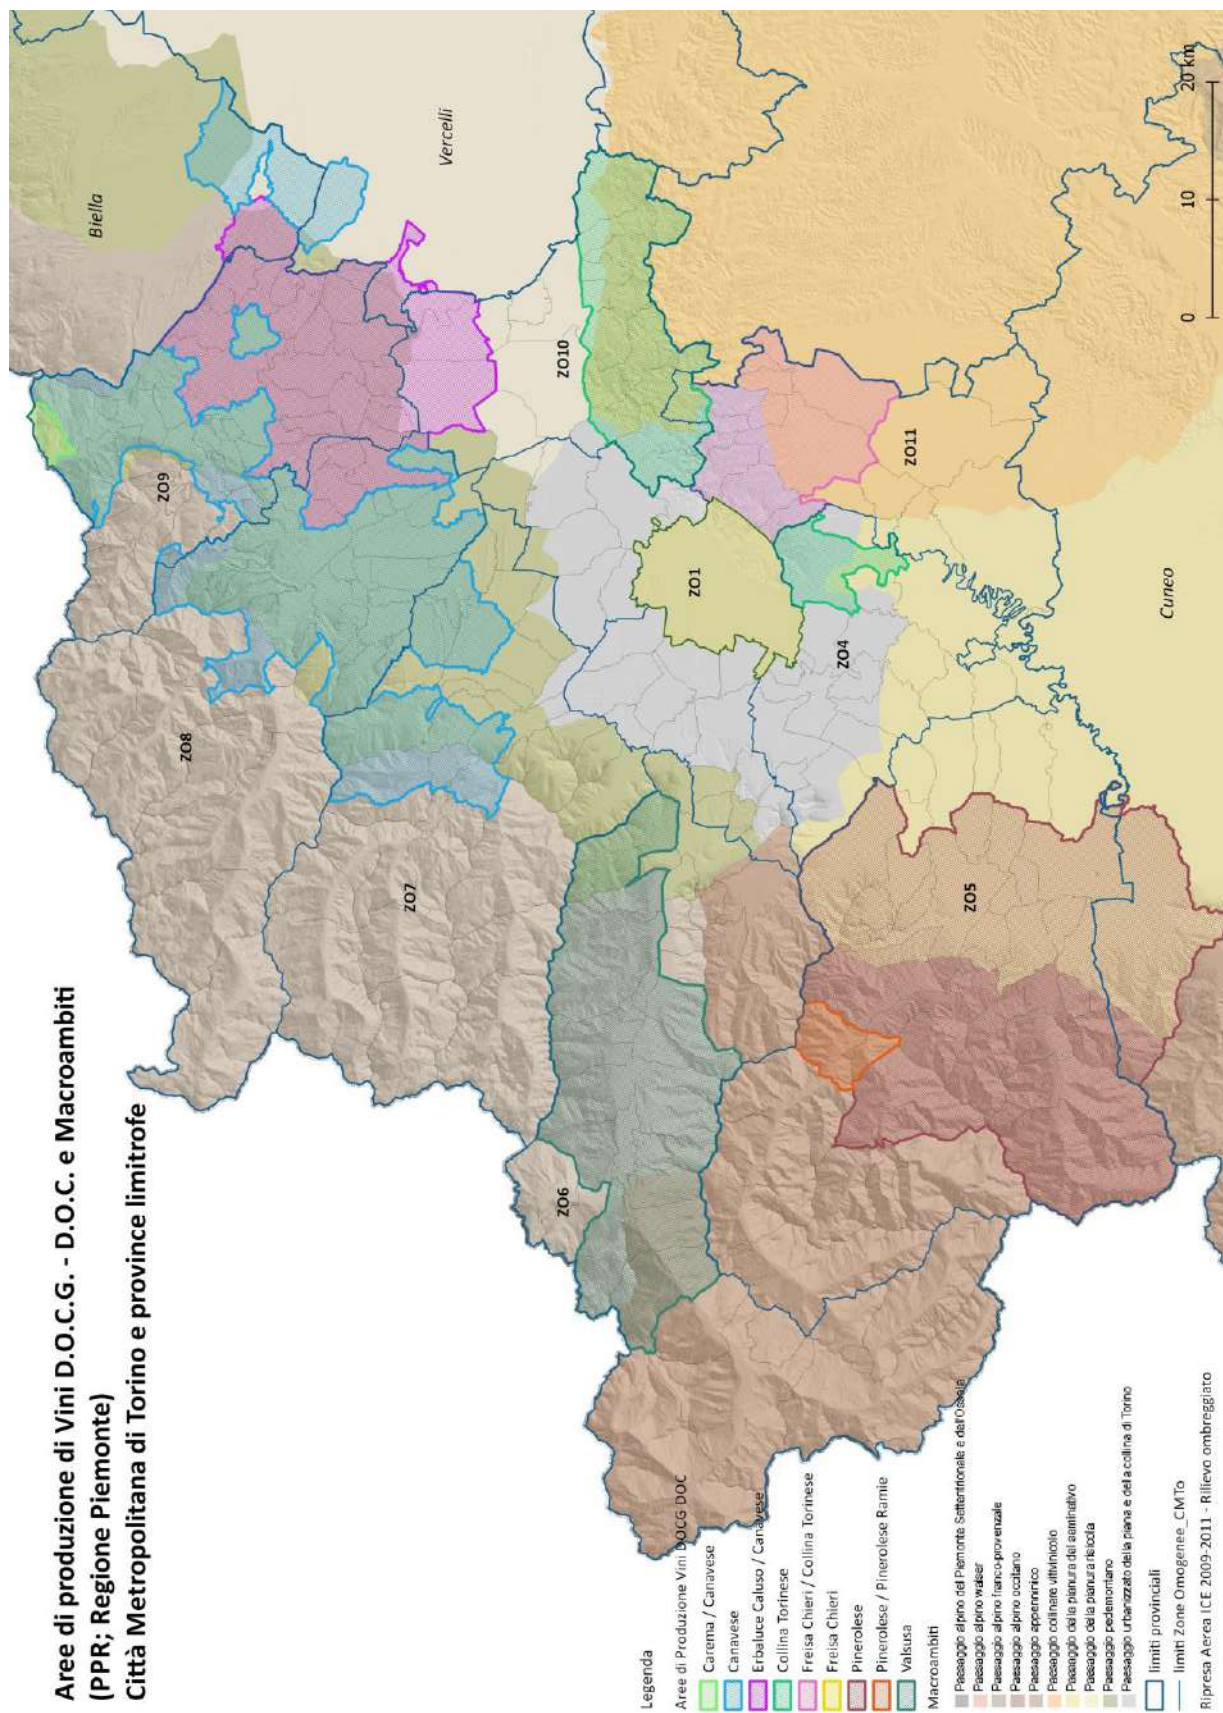 Aree di produzione di Vini D.O.C.G. - D.O.C. e Macroambiti
(PPR; Regione Piemonte)
Città Metropolitana di Torino e province limitrofe
Biella
Vercelli
Cuneo
ZO9
ZO8
ZO7
ZO6
ZO10
ZO1
ZO11
ZO4
ZO5
0 10 20 km
Legenda
Aree di Produzione Vini DOCG DOC
Carema / Canavese
Canavese
Erbaluce Caluso / Canavese
Collina Torinese
Freisa Chieri / Collina Torinese
Freisa Chieri
Pinerolese
Pinerolese / Pinerolese Ramie
Valsusa
Macroambiti
Paesaggio alpino del Piemonte Settentrionale e dell'Ossola
Paesaggio alpino walser
Paesaggio alpino franco-provenzale
Paesaggio alpino occitano
Paesaggio appenninico
Paesaggio collinare vitivinicolo
Paesaggio della pianura del seminativo
Paesaggio della pianura risicola
Paesaggio pedemontano
Paesaggio urbanizzato della piana e della collina di Torino
limiti provinciali
limiti Zone Omogenee_CMTo
Ripresa Aerea ICE 2009-2011 - Rilievo ombreggiato